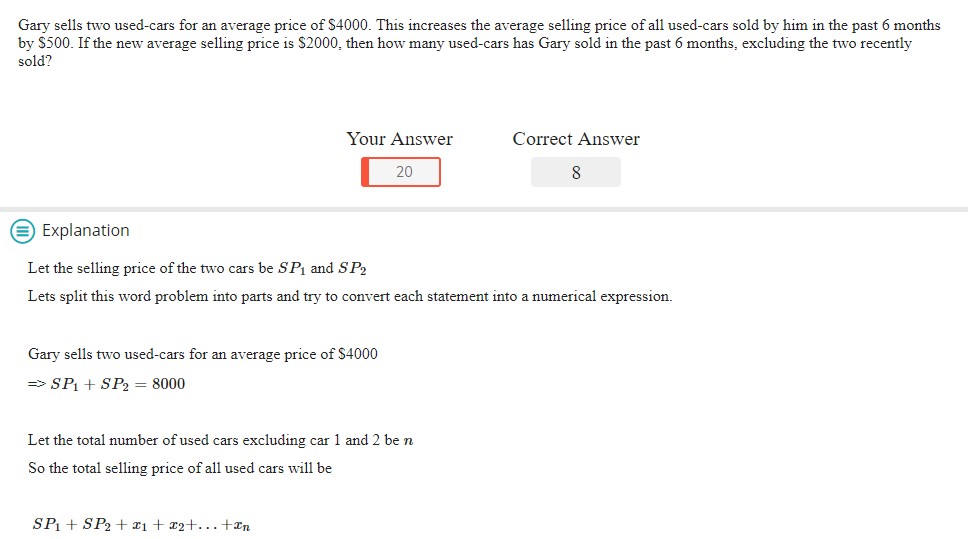 Gary sells two used-cars for an average price of $4000. This increases the average selling price of all used-cars sold by him in the past 6 months
by $500. If the new average selling price is $2000, then how many used-cars has Gary sold in the past 6 months, excluding the two recently
sold?
Your Answer Correct Answer
20 8
Explanation
Let the selling price of the two cars be SP₁ and SP₂
Lets split this word problem into parts and try to convert each statement into a numerical expression.
Gary sells two used-cars for an average price of $4000
=> SP₁ + SP₂ = 8000
Let the total number of used cars excluding car 1 and 2 be n
So the total selling price of all used cars will be
SP₁ + SP₂ + x₁ + x₂+...+xₙ